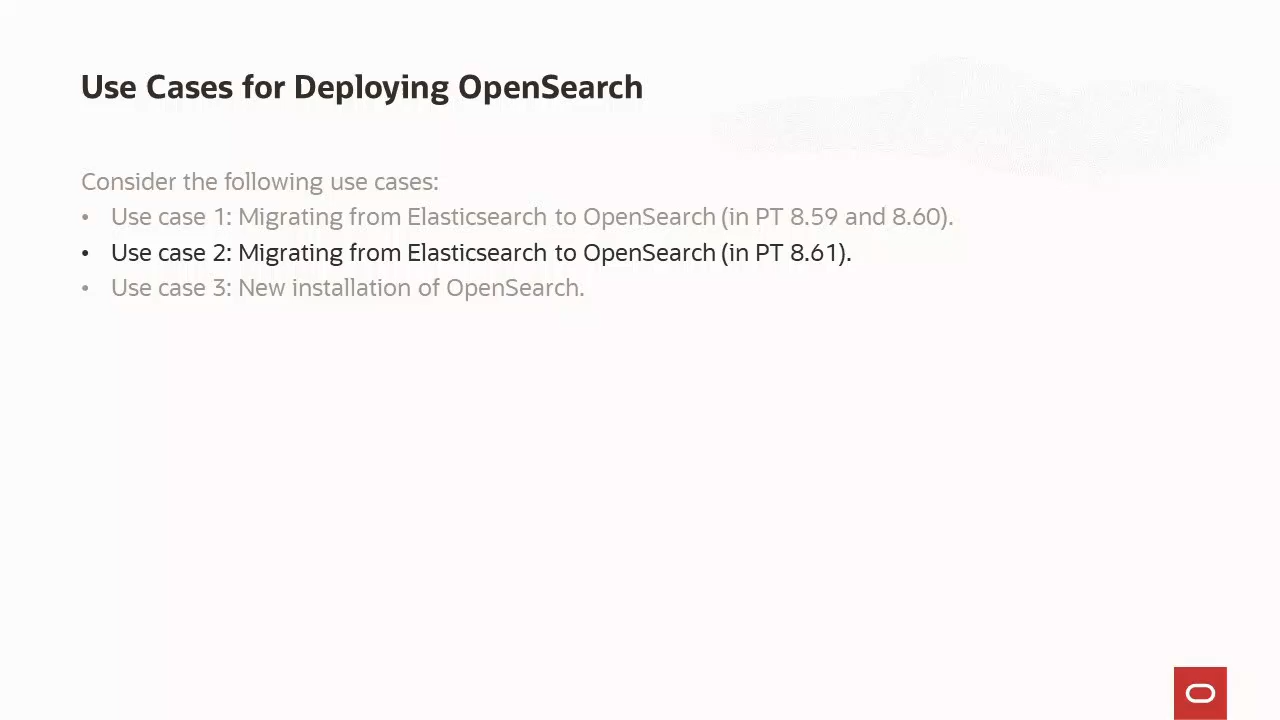 Use Cases for Deploying OpenSearch
Consider the following use cases:
• Use case 1: Migrating from Elasticsearch to OpenSearch (in PT 8.59 and 8.60).
• Use case 2: Migrating from Elasticsearch to OpenSearch (in PT 8.61).
• Use case 3: New installation of OpenSearch.